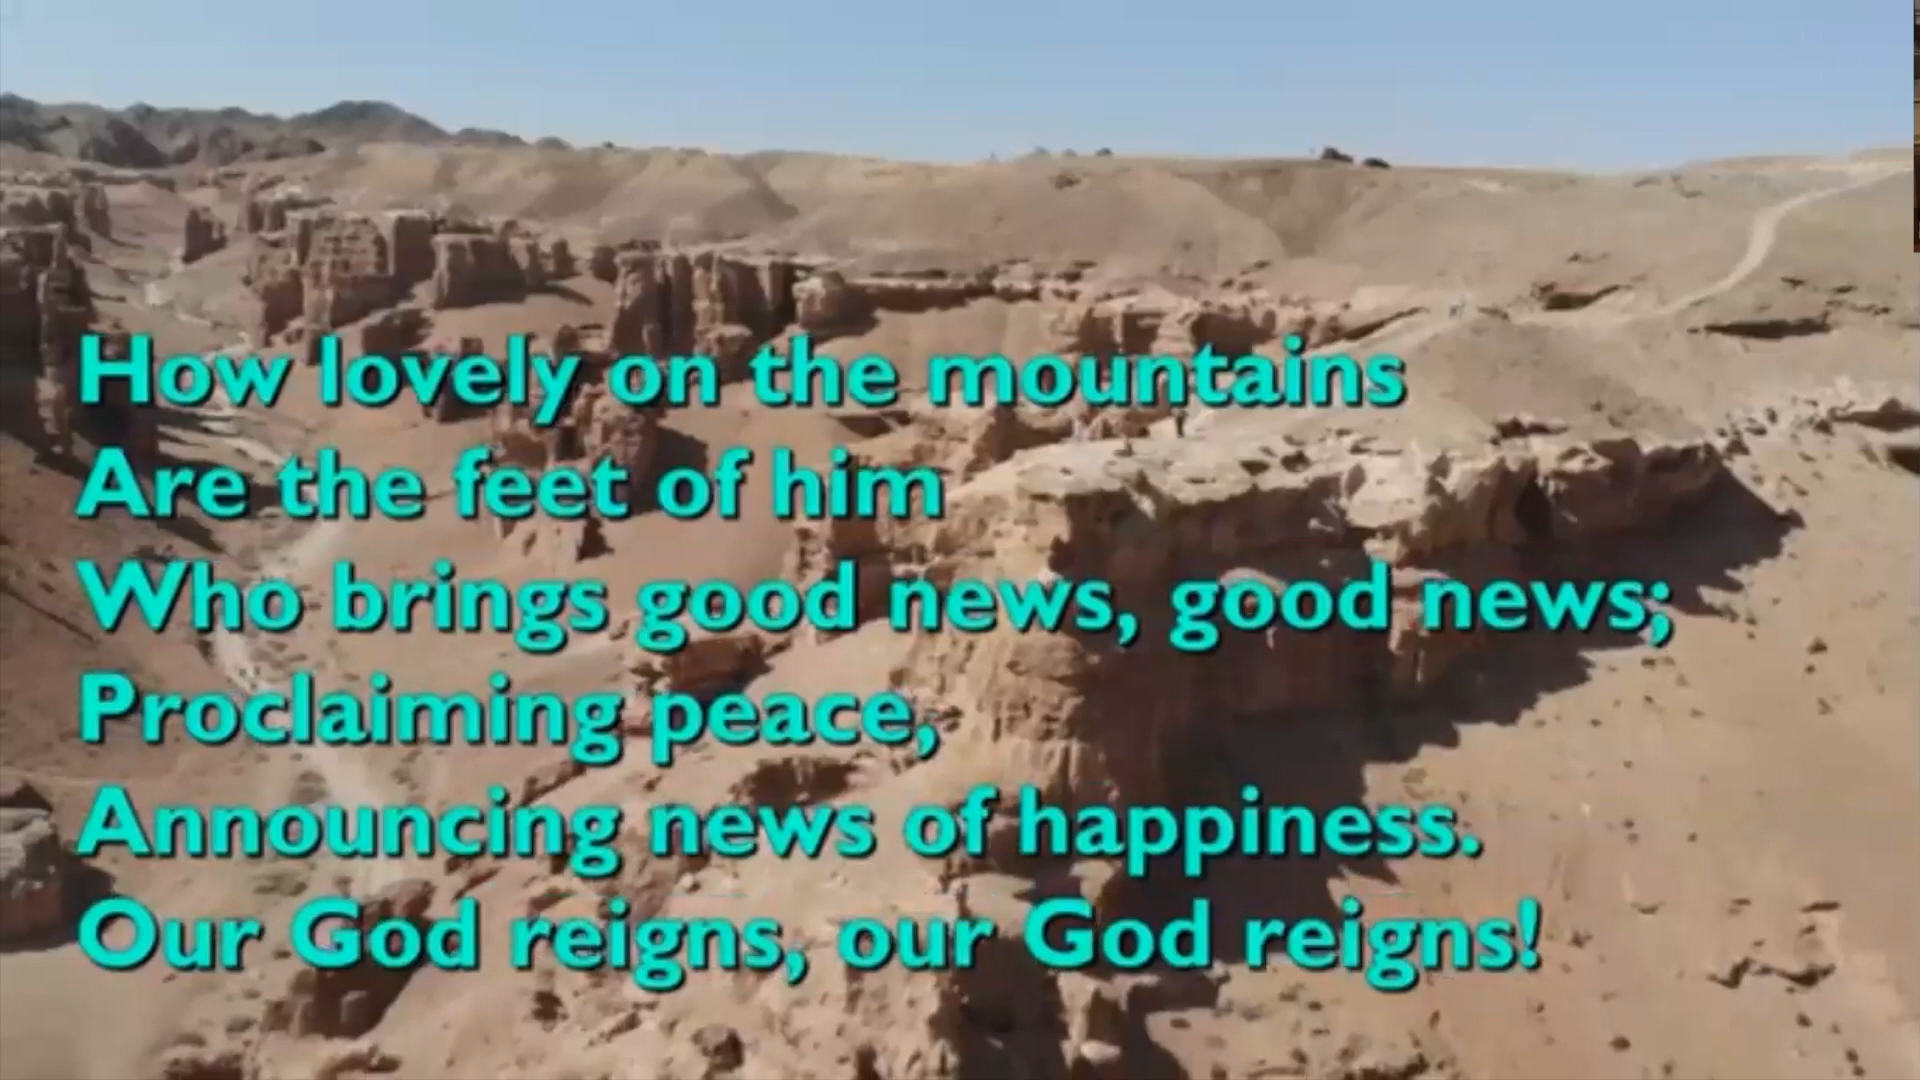 How lovely on the mountains
Are the feet of him
Who brings good news, good news;
Proclaiming peace,
Announcing news of happiness.
Our God reigns, our God reigns!